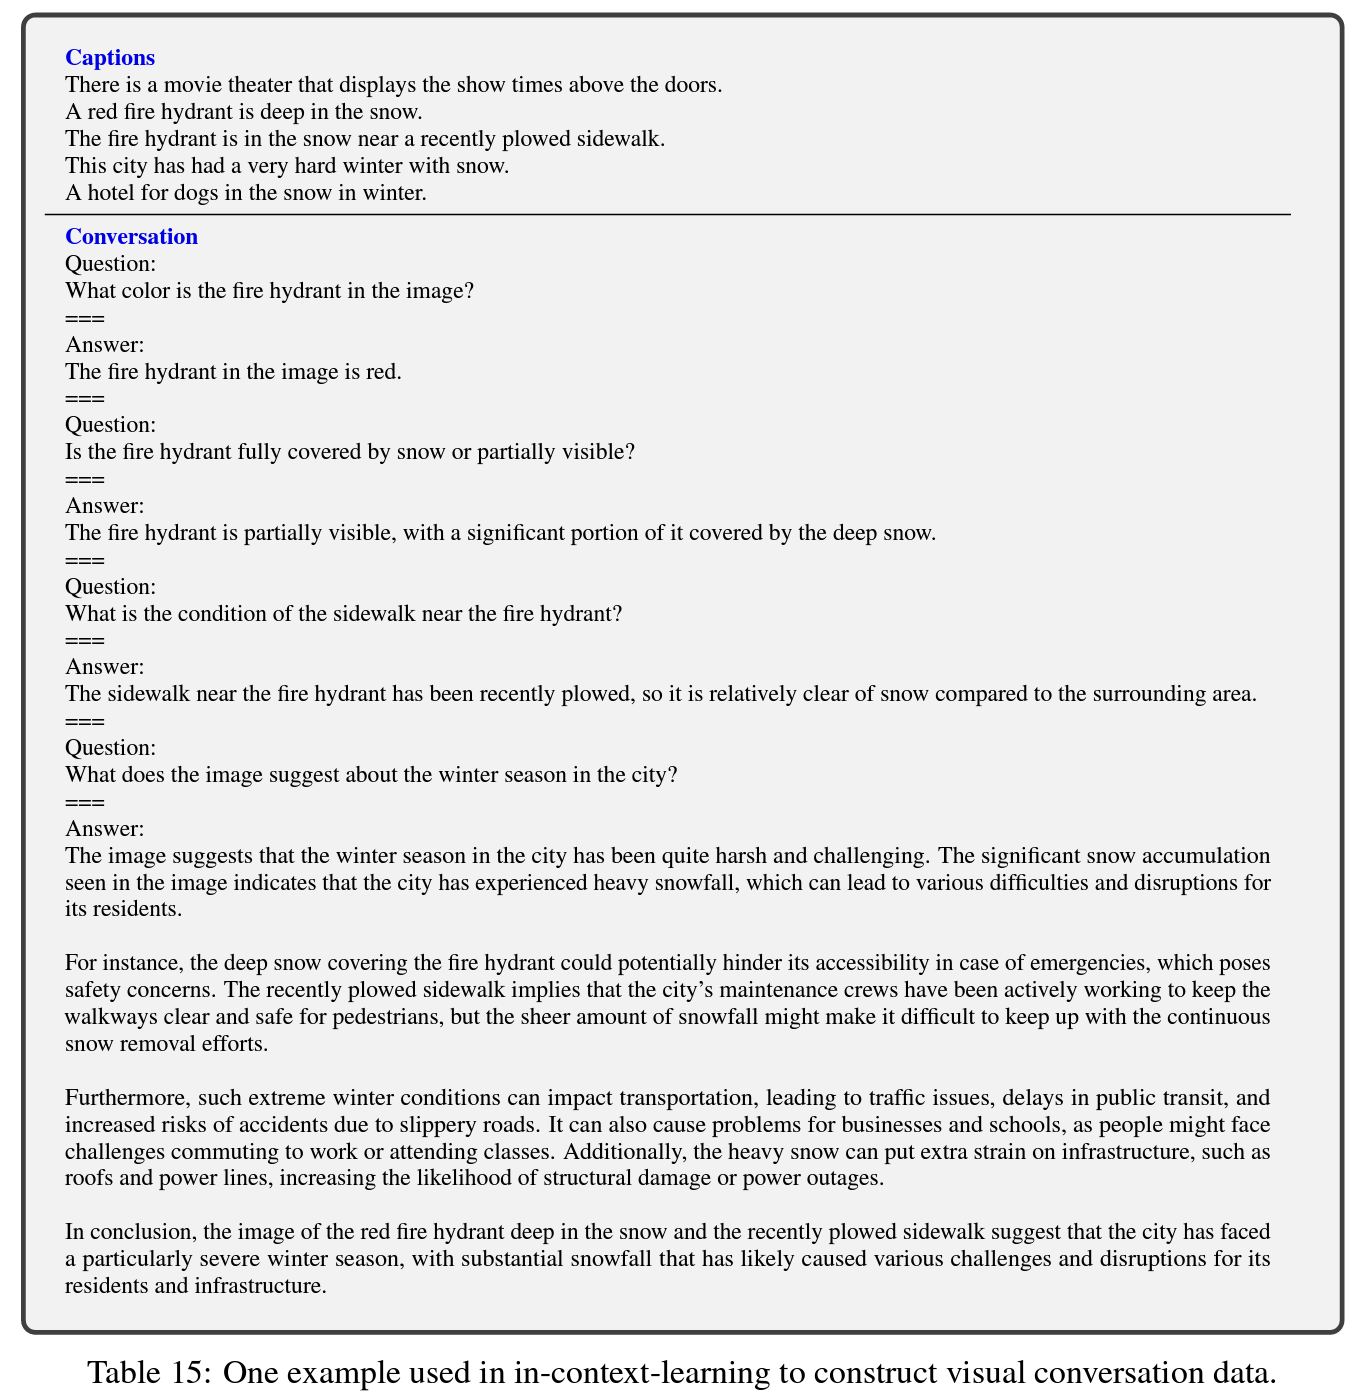 Captions
There is a movie theater that displays the show times above the doors.
A red fire hydrant is deep in the snow.
The fire hydrant is in the snow near a recently plowed sidewalk.
This city has had a very hard winter with snow.
A hotel for dogs in the snow in winter.
Conversation
Question:
What color is the fire hydrant in the image?
===
Answer:
The fire hydrant in the image is red.
===
Question:
Is the fire hydrant fully covered by snow or partially visible?
===
Answer:
The fire hydrant is partially visible, with a significant portion of it covered by the deep snow.
===
Question:
What is the condition of the sidewalk near the fire hydrant?
===
Answer:
The sidewalk near the fire hydrant has been recently plowed, so it is relatively clear of snow compared to the surrounding area.
===
Question:
What does the image suggest about the winter season in the city?
===
Answer:
The image suggests that the winter season in the city has been quite harsh and challenging. The significant snow accumulation
seen in the image indicates that the city has experienced heavy snowfall, which can lead to various difficulties and disruptions for
its residents.
For instance, the deep snow covering the fire hydrant could potentially hinder its accessibility in case of emergencies, which poses
safety concerns. The recently plowed sidewalk implies that the city's maintenance crews have been actively working to keep the
walkways clear and safe for pedestrians, but the sheer amount of snowfall might make it difficult to keep up with the continuous
snow removal efforts.
Furthermore, such extreme winter conditions can impact transportation, leading to traffic issues, delays in public transit, and
increased risks of accidents due to slippery roads. It can also cause problems for businesses and schools, as people might face
challenges commuting to work or attending classes. Additionally, the heavy snow can put extra strain on infrastructure, such as
roofs and power lines, increasing the likelihood of structural damage or power outages.
In conclusion, the image of the red fire hydrant deep in the snow and the recently plowed sidewalk suggest that the city has faced
a particularly severe winter season, with substantial snowfall that has likely caused various challenges and disruptions for its
residents and infrastructure.
Table 15: One example used in in-context-learning to construct visual conversation data.